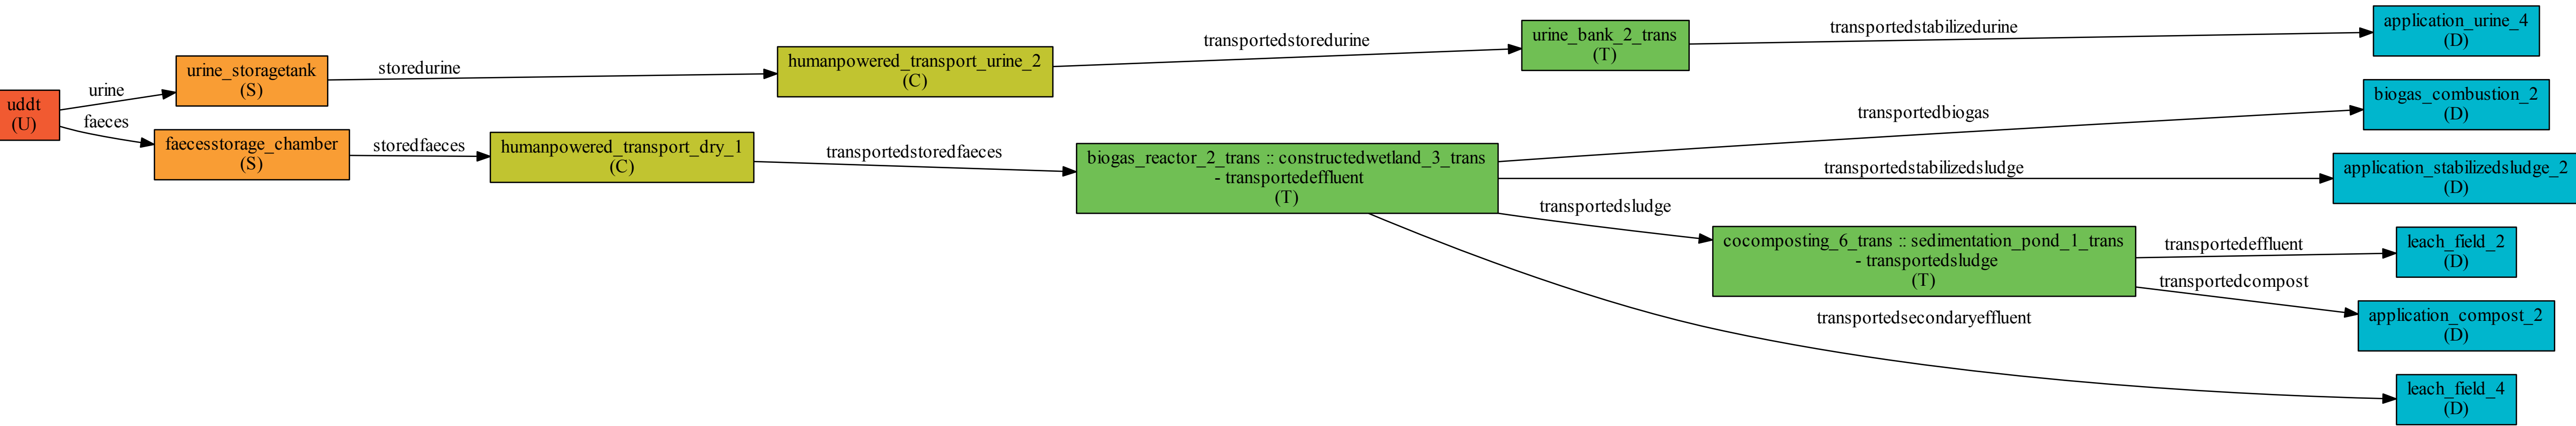 uddt
(U)
urine
faeces
urine_storagetank
(S)
faecesstorage_chamber
(S)
storedurine
storedfaeces
humanpowered_transport_urine_2
(C)
humanpowered_transport_dry_1
(C)
transportedstoredurine
transportedstoredfaeces
urine_bank_2_trans
(T)
biogas_reactor_2_trans :: constructedwetland_3_trans
- transportedeffluent
(T)
transportedstabilizedurine
transportedbiogas
transportedstabilizedsludge
transportedsludge
cocomposting_6_trans :: sedimentation_pond_1_trans
- transportedsludge
(T)
transportedeffluent
transportedcompost
transportedsecondaryeffluent
application_urine_4
(D)
biogas_combustion_2
(D)
application_stabilizedsludge_2
(D)
leach_field_2
(D)
application_compost_2
(D)
leach_field_4
(D)